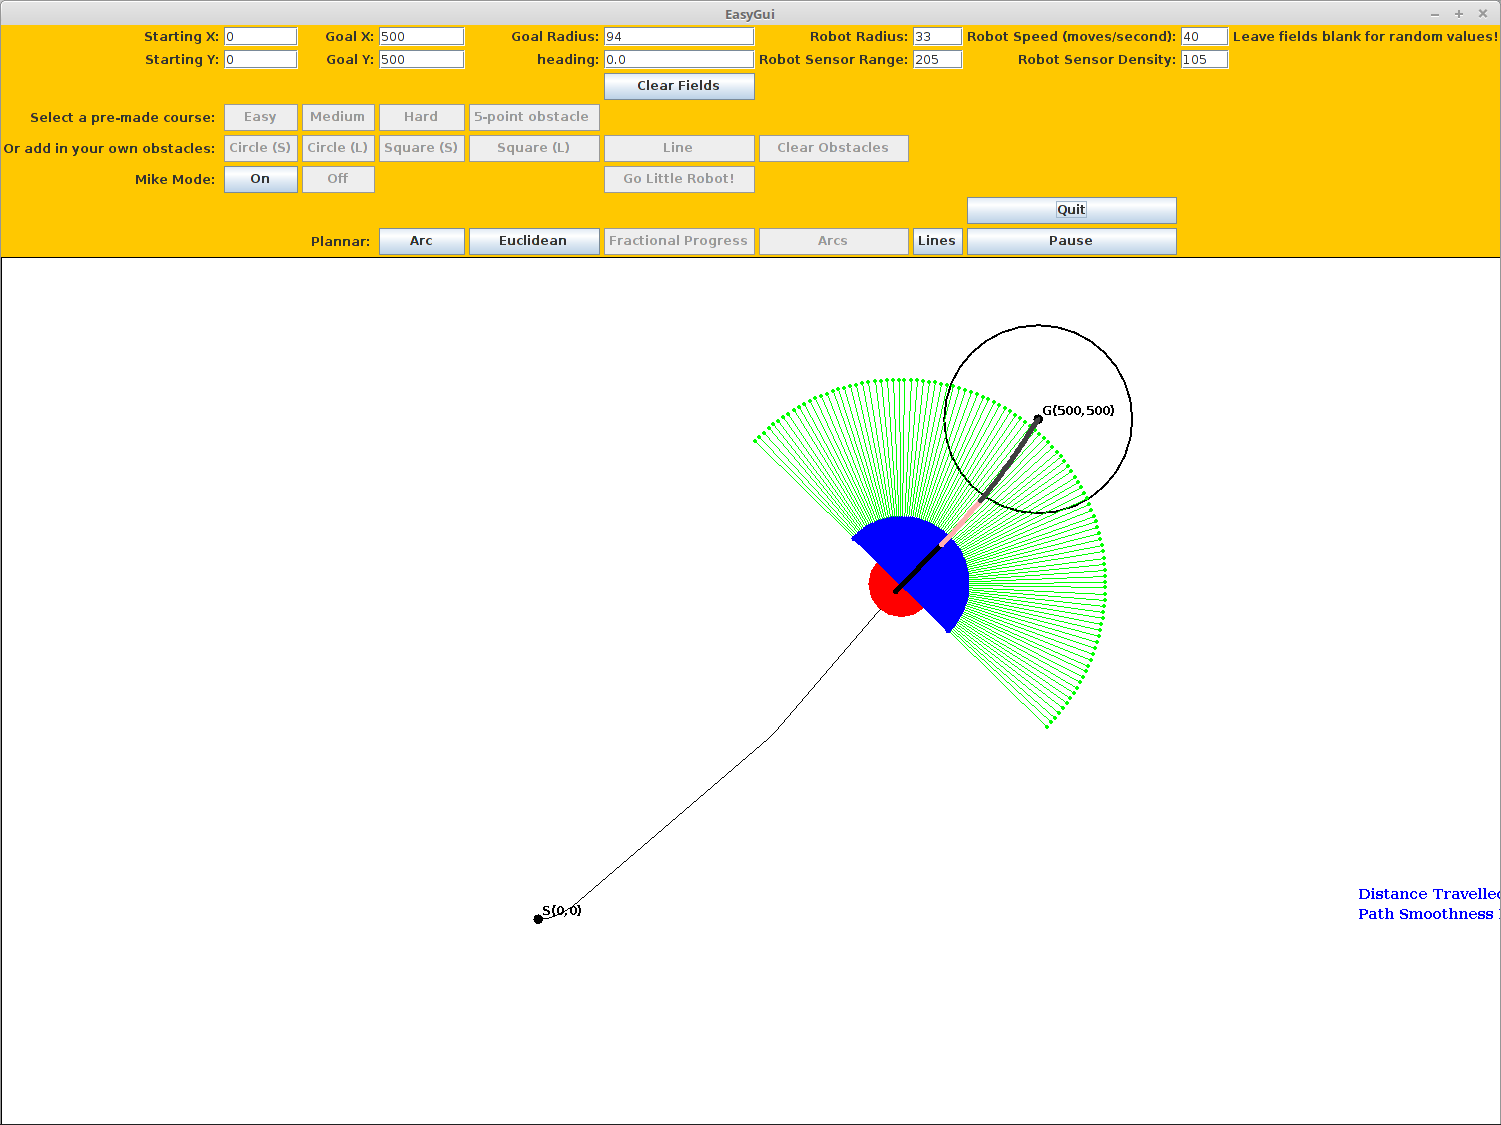 EasyGui
Starting X: 0 Goal X: 500 Goal Radius: 94 Robot Radius: 33 Robot Speed (moves/second): 40 Leave fields blank for random values!
Starting Y: 0 Goal Y: 500 heading: 0.0 Robot Sensor Range: 205 Robot Sensor Density: 105
Clear Fields
Select a pre-made course: Easy Medium Hard 5-point obstacle
Or add in your own obstacles: Circle (S) Circle (L) Square (S) Square (L) Line Clear Obstacles
Mike Mode: On Off Go Little Robot!
Quit
Plannar: Arc Euclidean Fractional Progress Arcs Lines Pause
G(500,500)
Distance Travelled
S(0,0)
Path Smoothness